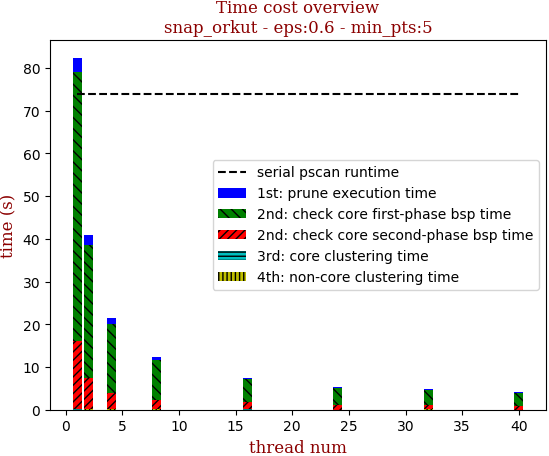 Time cost overview
snap_orkut - eps:0.6 - min_pts:5
time (s)
80
70
60
50
40
30
20
10
0
serial pscan runtime
1st: prune execution time
2nd: check core first-phase bsp time
2nd: check core second-phase bsp time
3rd: core clustering time
4th: non-core clustering time
0 5 10 15 20 25 30 35 40
thread num